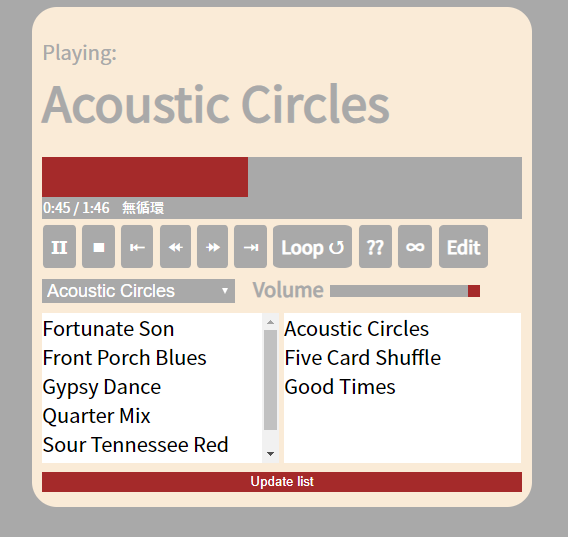 Playing:
Acoustic Circles
0:45 / 1:46 無循環
Loop ↺ ?? ∞ Edit
Acoustic Circles Volume
Fortunate Son
Front Porch Blues
Gypsy Dance
Quarter Mix
Sour Tennessee Red
Acoustic Circles
Five Card Shuffle
Good Times
Update list